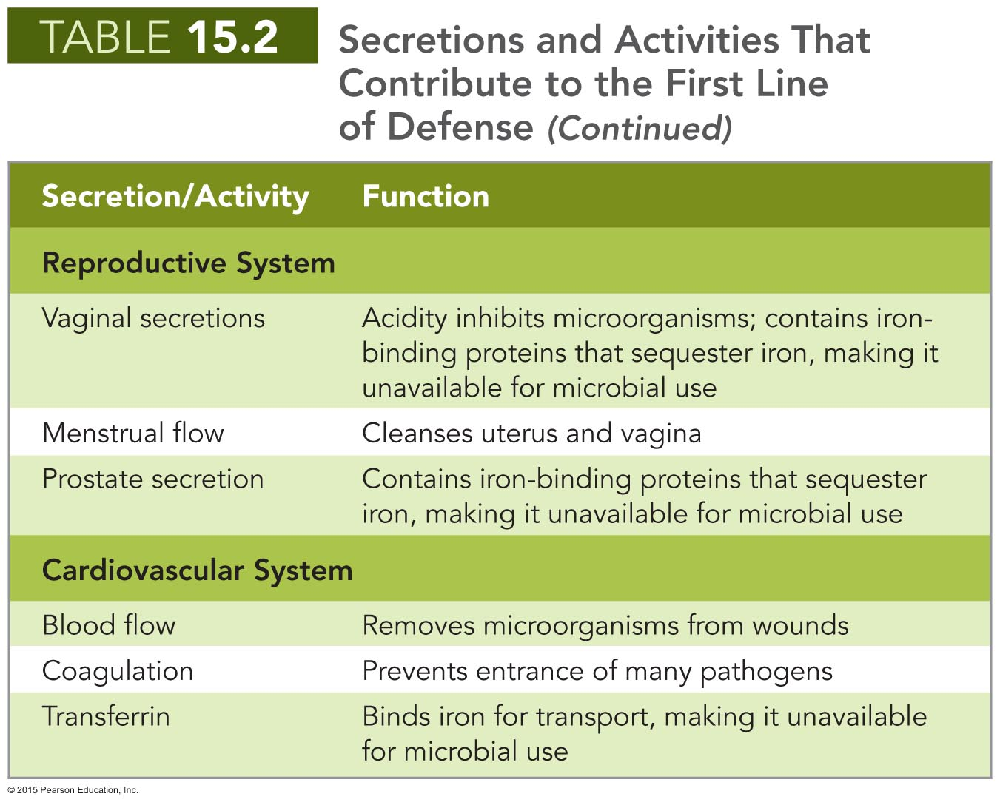 TABLE 15.2
Secretions and Activities That
Contribute to the First Line
of Defense (Continued)
Secretion/Activity Function
Reproductive System
Vaginal secretions Acidity inhibits microorganisms; contains iron-
binding proteins that sequester iron, making it
unavailable for microbial use
Menstrual flow Cleanses uterus and vagina
Prostate secretion Contains iron-binding proteins that sequester
iron, making it unavailable for microbial use
Cardiovascular System
Blood flow Removes microorganisms from wounds
Coagulation Prevents entrance of many pathogens
Transferrin Binds iron for transport, making it unavailable
for microbial use
© 2015 Pearson Education, Inc.